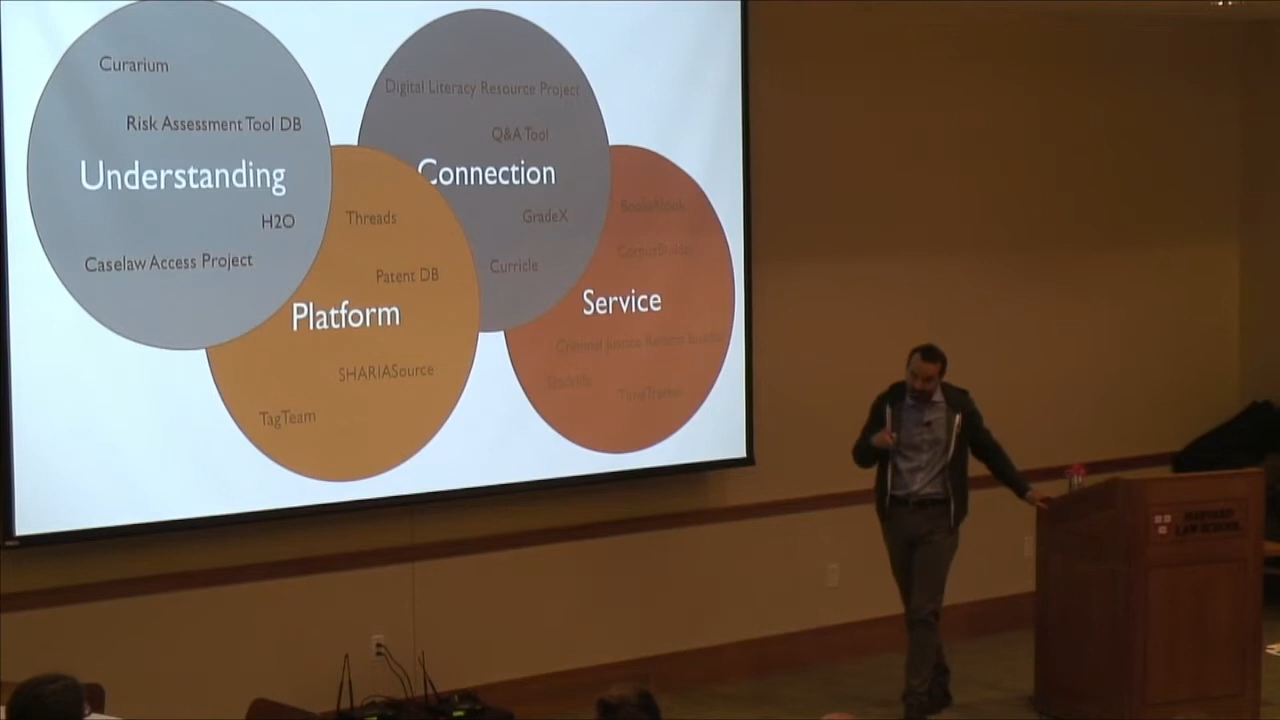 Curarium
Risk Assessment Tool DB
Understanding
H2O
Caselaw Access Project
Digital Literacy Resource Project
Q&A Tool
Connection
GradeX
Curricle
Threads
Patent DB
Platform
SHARIASource
TagTeam
Service
HARVARD
LAW SCHOOL